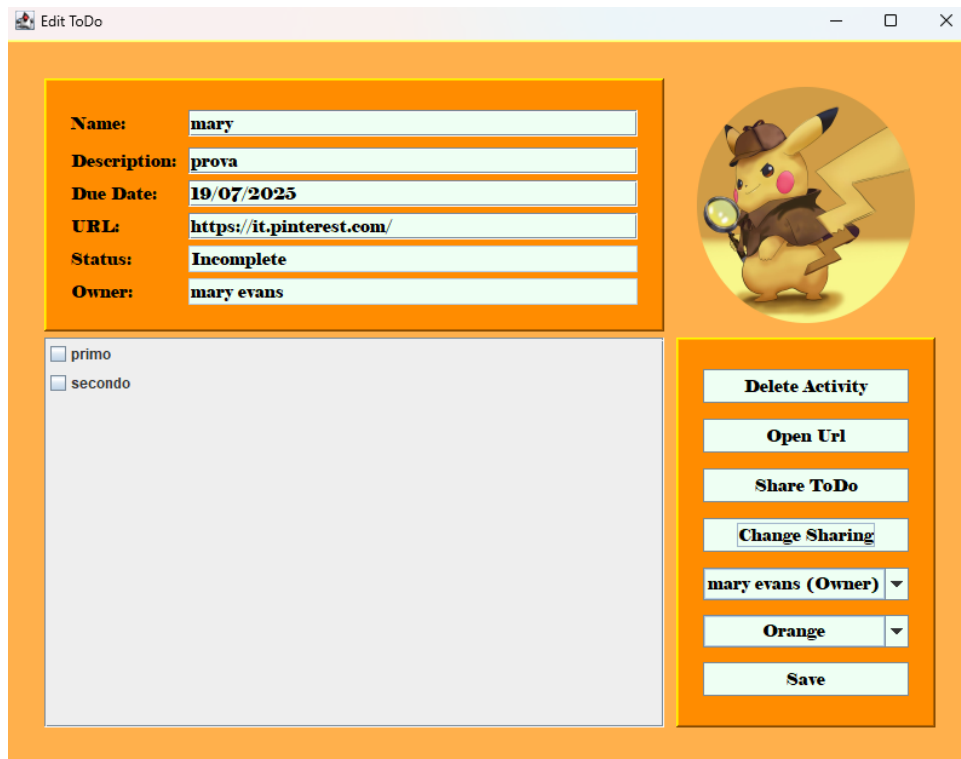 Edit ToDo
Name: mary
Description: prova
Due Date: 19/07/2025
URL: https://it.pinterest.com/
Status: Incomplete
Owner: mary evans
primo
secondo
Delete Activity
Open Url
Share ToDo
Change Sharing
mary evans (Owner)
Orange
Save